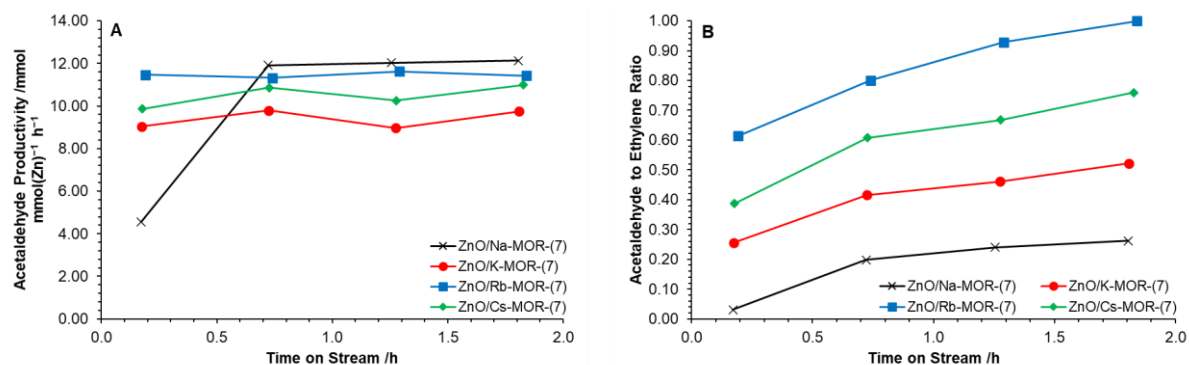 A
Acetaldehyde Productivity /mmol
mmol(Zn)⁻¹ h⁻¹
14.00
12.00
10.00
8.00
6.00
4.00
2.00
0.00
ZnO/Na-MOR-(7)
ZnO/K-MOR-(7)
ZnO/Rb-MOR-(7)
ZnO/Cs-MOR-(7)
0.0 0.5 1.0 1.5 2.0
Time on Stream /h
B
Acetaldehyde to Ethylene Ratio
1.00
0.90
0.80
0.70
0.60
0.50
0.40
0.30
0.20
0.10
0.00
ZnO/Na-MOR-(7) ZnO/K-MOR-(7)
ZnO/Rb-MOR-(7) ZnO/Cs-MOR-(7)
0.0 0.5 1.0 1.5 2.0
Time on Stream /h